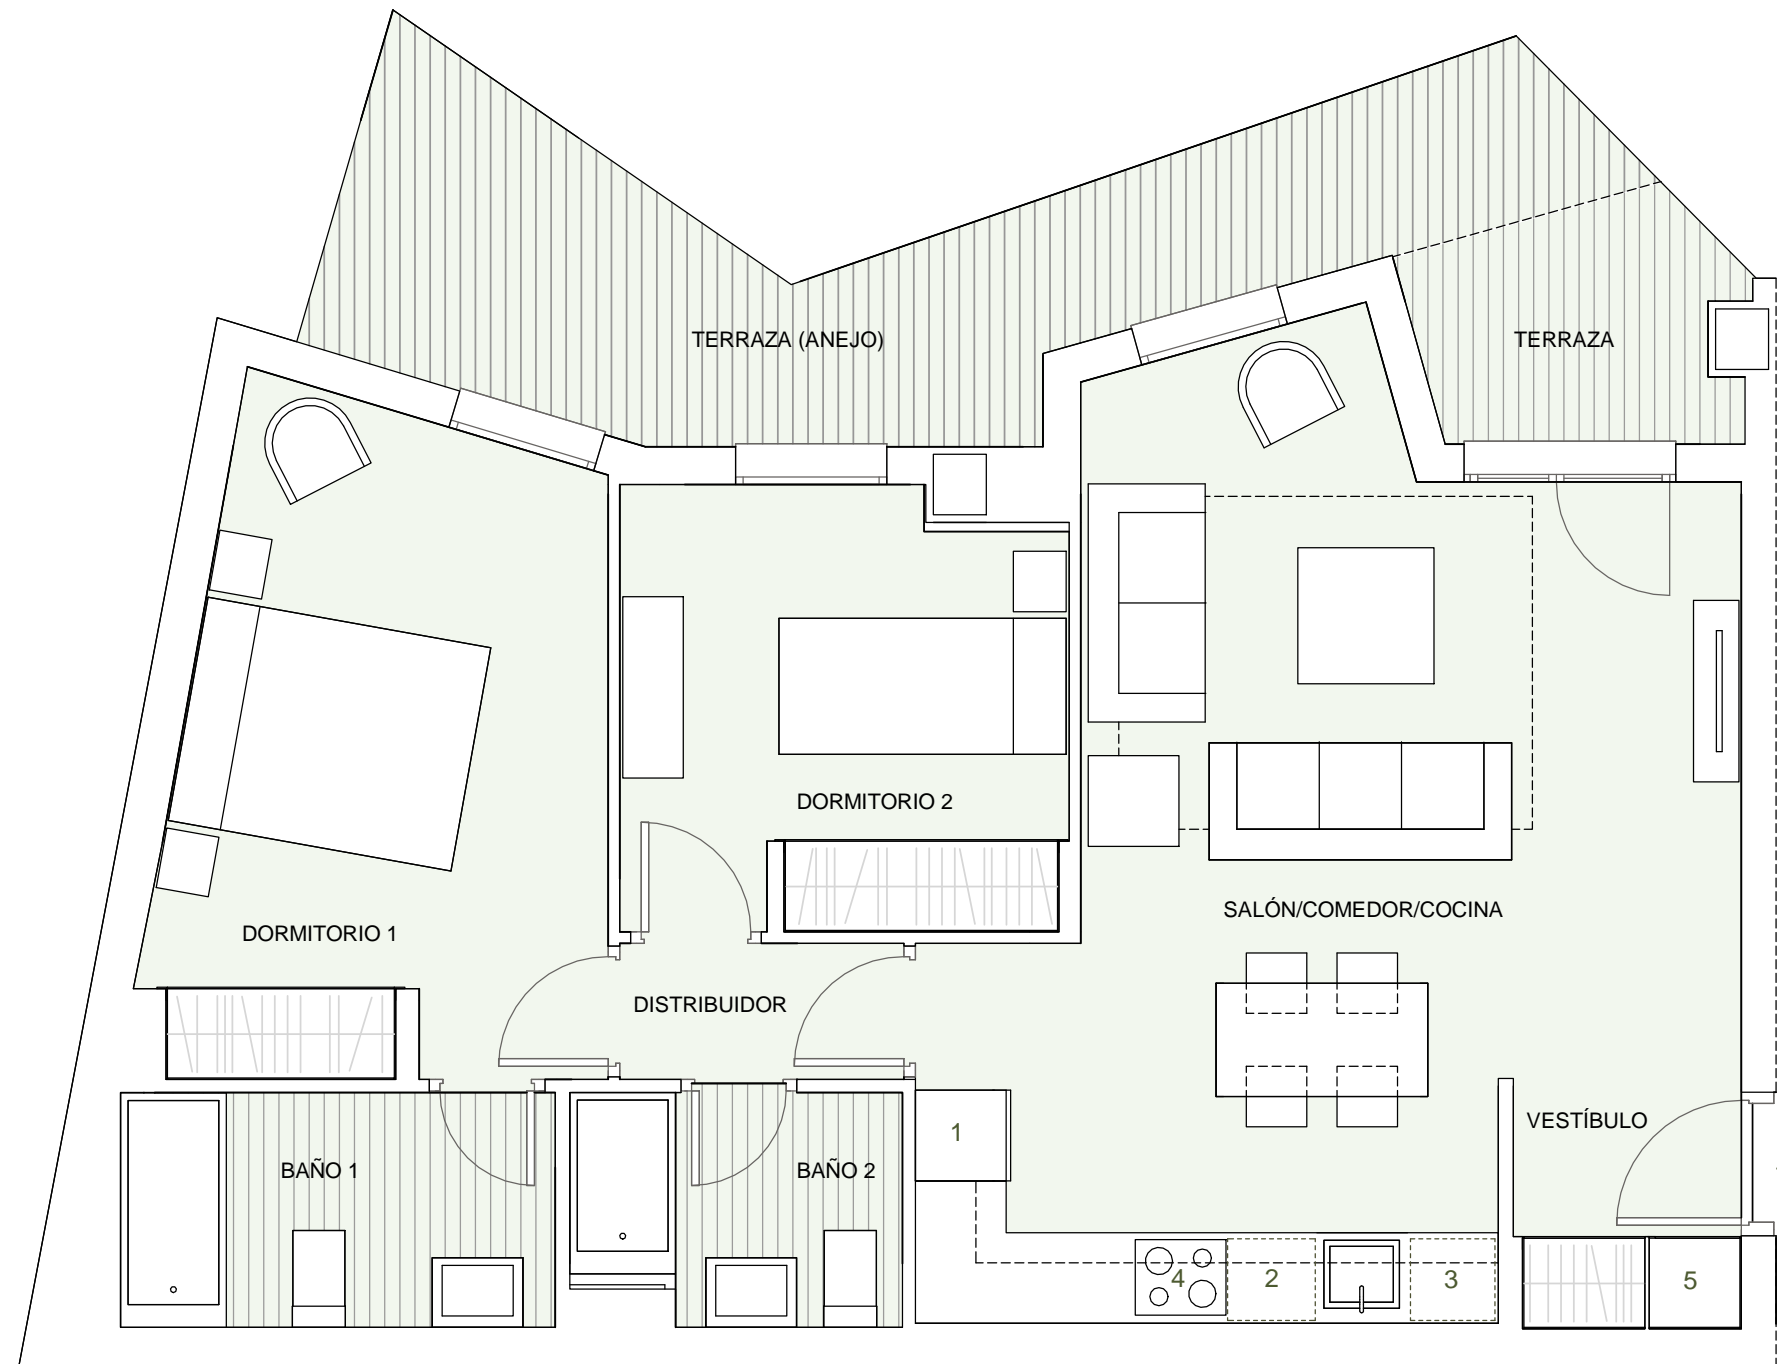 TERRAZA (ANEJO)
TERRAZA
DORMITORIO 2
SALÓN/COMEDOR/COCINA
DORMITORIO 1
DISTRIBUIDOR
VESTÍBULO
1
BAÑO 1
BAÑO 2
4
2
3
5